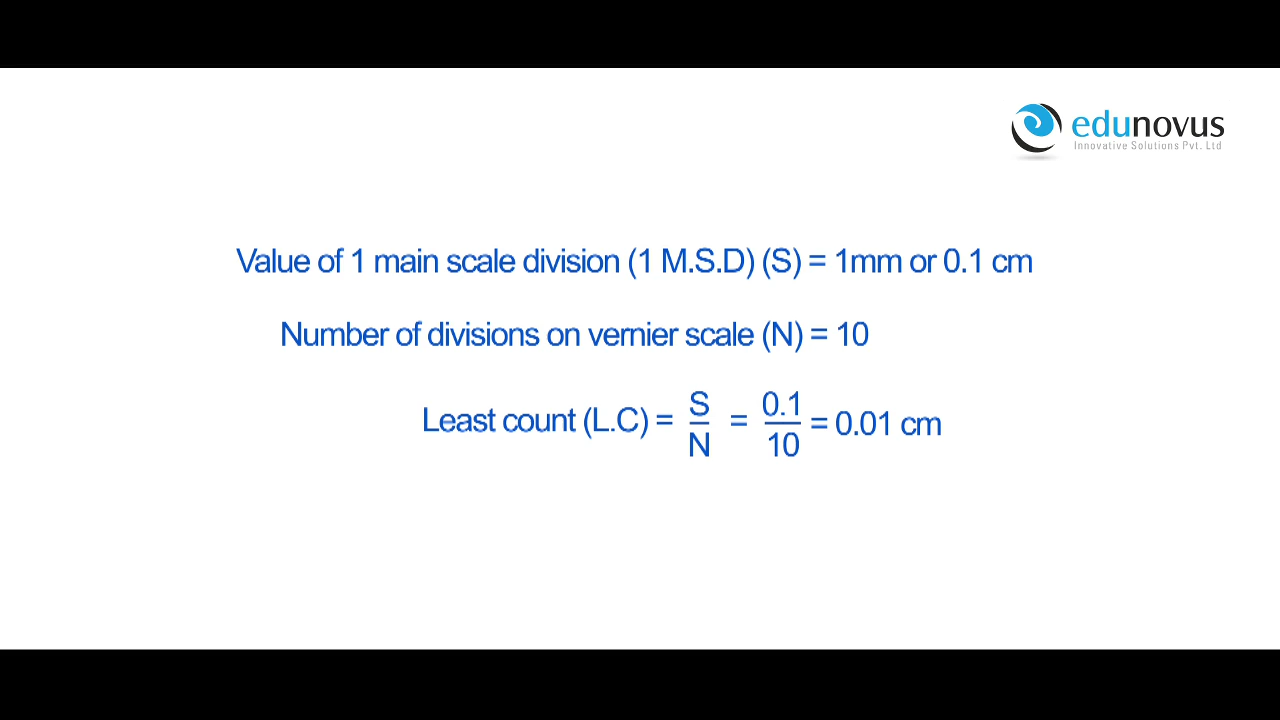 edunovus
Innovative Solutions Pvt. Ltd
Value of 1 main scale division (1 M.S.D) (S) = 1mm or 0.1 cm
Number of divisions on vernier scale (N) = 10
Least count (L.C) = S/N = 0.1/10 = 0.01 cm